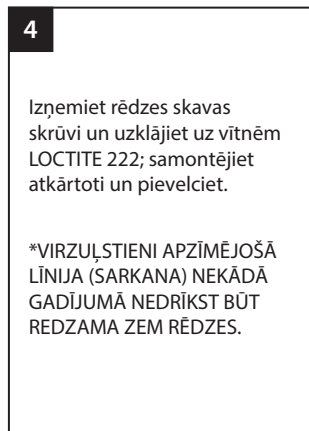 4
Izņemiet rēdzes skavas
skrūvi un uzklājiet uz vītnēm
LOCTITE 222; samontējiet
atkārtoti un pievelciet.
*VIRZUĻSTIENI APZĪMĒJOŠĀ
LĪNIJA (SARKANA) NEKĀDĀ
GADĪJUMĀ NEDRĪKST BŪT
REDZAMA ZEM RĒDZES.